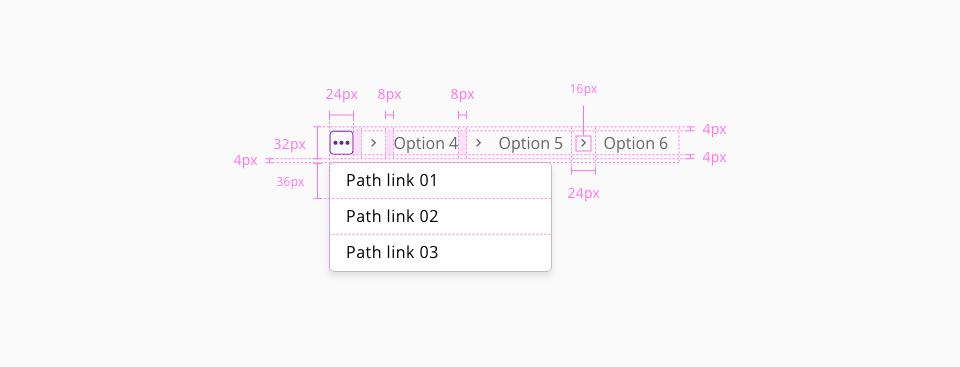 16px
24px 8px 8px
4px
32px ••• > Option 4 > Option 5 > Option 6
4px 4px
36px Path link 01
24px
Path link 02
Path link 03